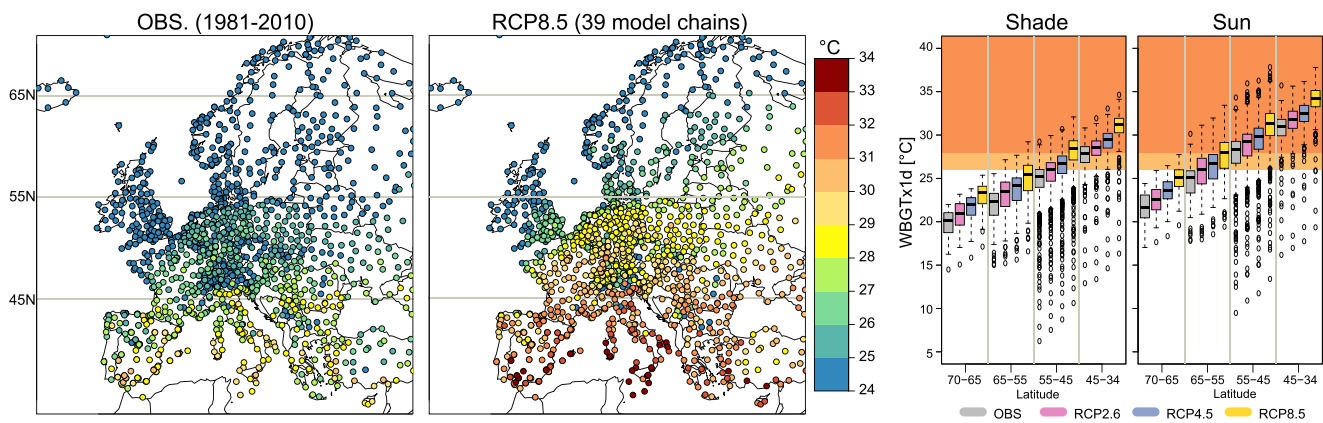 OBS. (1981-2010)
RCP8.5 (39 model chains)
65N
55N
45N
°C
34
33
32
31
30
29
28
27
26
25
24
Shade
Sun
WBGTx1d [°C]
40
35
30
25
20
15
10
5
70−65
65−55
55−45
45−34
Latitude
70−65
65−55
55−45
45−34
Latitude
OBS
RCP2.6
RCP4.5
RCP8.5